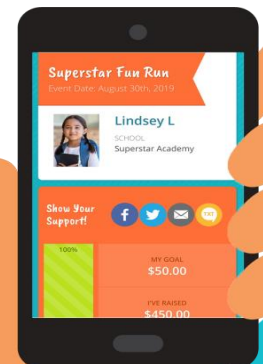 Superstar Fun Run
Event Date: August 30th, 2019
Lindsey L
SCHOOL
Superstar Academy
Show Your
Support!
f
TXT
100%
MY GOAL
$50.00
I'VE RAISED
$450.00